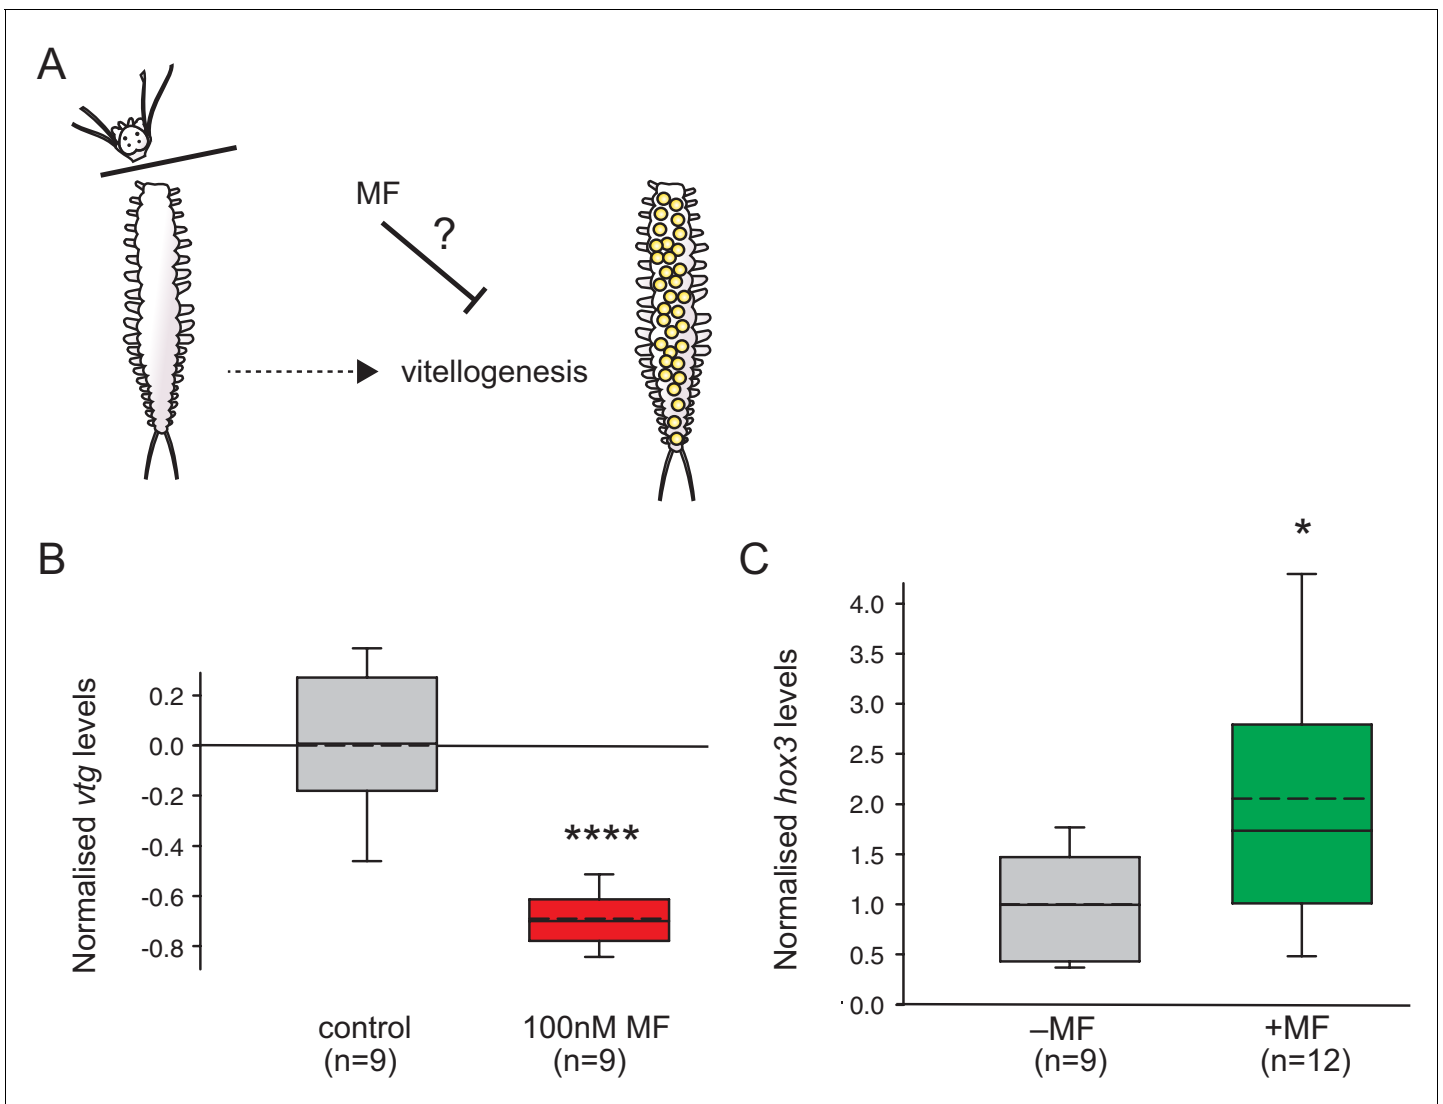 A
MF
?
vitellogenesis
B
Normalised vtg levels
0.2
0.0
-0.2
-0.4
-0.6
-0.8
****
control
(n=9)
100nM MF
(n=9)
C
Normalised hox3 levels
4.0
3.5
3.0
2.5
2.0
1.5
1.0
0.5
0.0
*
–MF
(n=9)
+MF
(n=12)